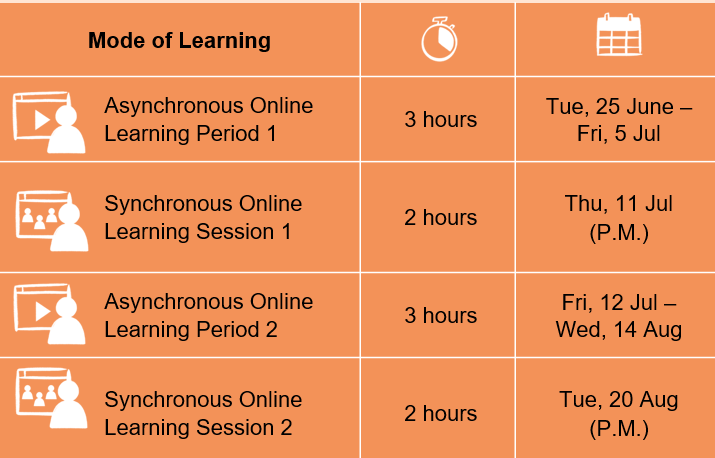 Mode of Learning
Asynchronous Online
Learning Period 1
3 hours
Tue, 25 June –
Fri, 5 Jul
Synchronous Online
Learning Session 1
2 hours
Thu, 11 Jul
(P.M.)
Asynchronous Online
Learning Period 2
3 hours
Fri, 12 Jul –
Wed, 14 Aug
Synchronous Online
Learning Session 2
2 hours
Tue, 20 Aug
(P.M.)